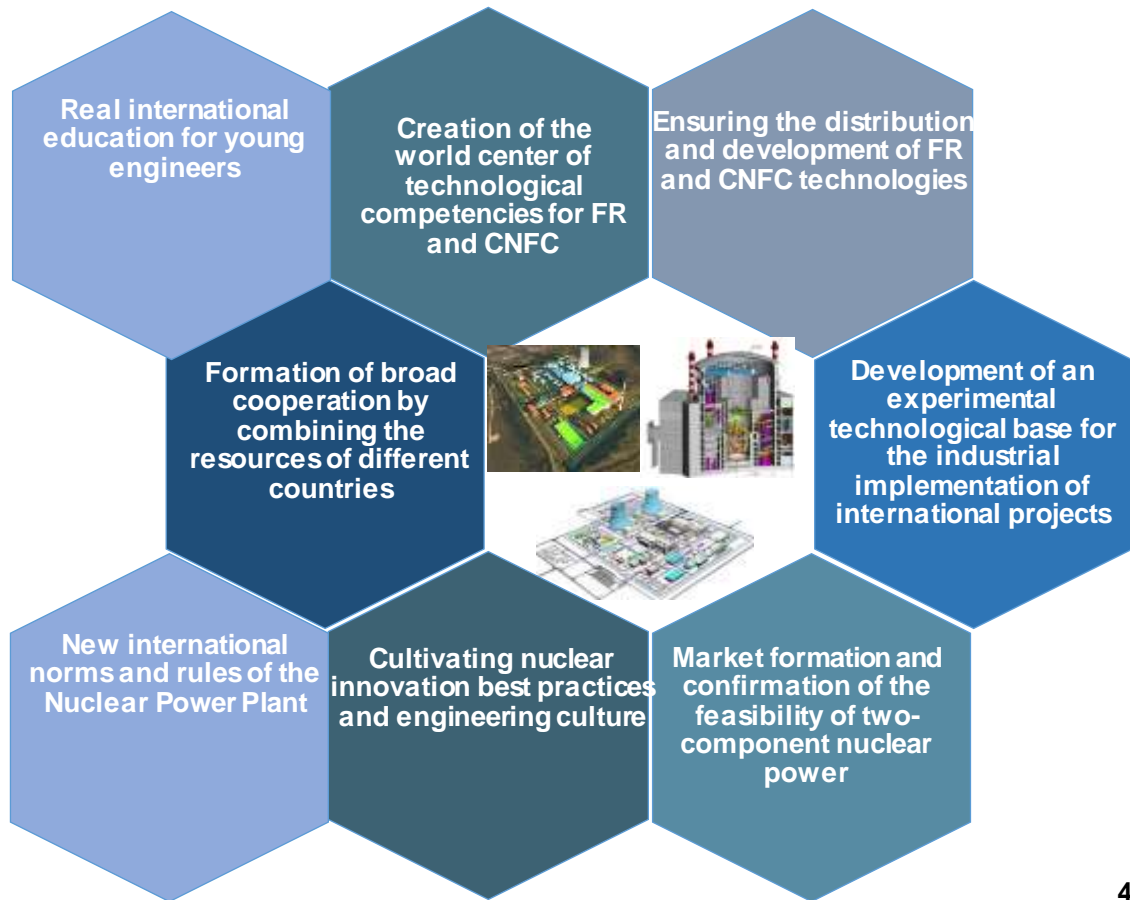 Real international
education for young
engineers
Creation of the
world center of
technological
competencies for FR
and CNFC
Ensuring the distribution
and development of FR
and CNFC technologies
Formation of broad
cooperation by
combining the
resources of different
countries
Development of an
experimental
technological base for
the industrial
implementation of
international projects
New international
norms and rules of the
Nuclear Power Plant
Cultivating nuclear
innovation best practices
and engineering culture
Market formation and
confirmation of the
feasibility of two-
component nuclear
power
4